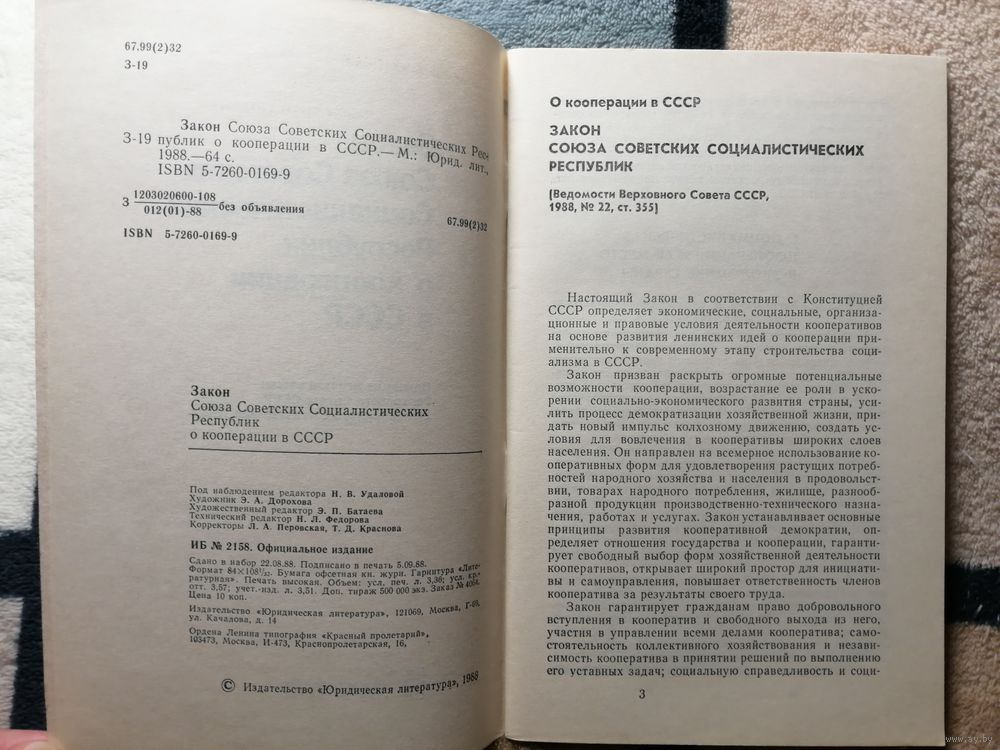 67.99(2)32
З-19
Закон Союза Советских Социалистических Рес-
З-19 публик о кооперации в СССР.— М.: Юрид. лит.,
1988.—64 с.
ISBN 5-7260-0169-9
З 1203020600-108
012(01)-88 без объявления
67.99(2)32
ISBN 5-7260-0169-9
Закон
Союза Советских Социалистических
Республик
о кооперации в СССР
Под наблюдением редактора Н. В. Удаловой
Художник Э. А. Дорохова
Художественный редактор Э. П. Батаева
Технический редактор Н. Л. Федорова
Корректоры Л. А. Перовская, Т. Д. Краснова
ИБ № 2158. Официальное издание
Сдано в набор 22.08.88. Подписано в печать 5.09.88.
Формат 84×108¹/₃₂. Бумага офсетная кн. журн. Гарнитура «Лите-
ратурная». Печать высокая. Объем: усл. печ. л. 3,36; усл. кр.-
отт. 3,57; учет.-изд. л. 3,51. Доп. тираж 500 000 экз. Заказ № 4064.
Цена 10 коп.
Издательство «Юридическая литература», 121069, Москва, Г-69,
ул. Качалова, д. 14
Ордена Ленина типография «Красный пролетарий»,
103473, Москва, И-473, Краснопролетарская, 16,
© Издательство «Юридическая литература», 1988
О кооперации в СССР
ЗАКОН
СОЮЗА СОВЕТСКИХ СОЦИАЛИСТИЧЕСКИХ
РЕСПУБЛИК
(Ведомости Верховного Совета СССР,
1988, № 22, ст. 355)
Настоящий Закон в соответствии с Конституцией
СССР определяет экономические, социальные, организа-
ционные и правовые условия деятельности кооперативов
на основе развития ленинских идей о кооперации при-
менительно к современному этапу строительства соци-
ализма в СССР.
Закон призван раскрыть огромные потенциальные
возможности кооперации, возрастание ее роли в уско-
рении социально-экономического развития страны, уси-
лить процесс демократизации хозяйственной жизни, при-
дать новый импульс колхозному движению, создать ус-
ловия для вовлечения в кооперативы широких слоев
населения. Он направлен на всемерное использование ко-
оперативных форм для удовлетворения растущих потреб-
ностей народного хозяйства и населения в продовольст-
вии, товарах народного потребления, жилище, разнооб-
разной продукции производственно-технического назна-
чения, работах и услугах. Закон устанавливает основные
принципы развития кооперативной демократии, оп-
ределяет отношения государства и кооперации, гаранти-
рует свободный выбор форм хозяйственной деятельности
кооперативов, открывает широкий простор для инициати-
вы и самоуправления, повышает ответственность членов
кооператива за результаты своего труда.
Закон гарантирует гражданам право добровольного
вступления в кооператив и свободного выхода из него,
участия в управлении всеми делами кооператива; само-
стоятельность коллективного хозяйствования и незави-
симость кооператива в принятии решений по выполнению
его уставных задач; социальную справедливость и соци-
3
www.ay.by